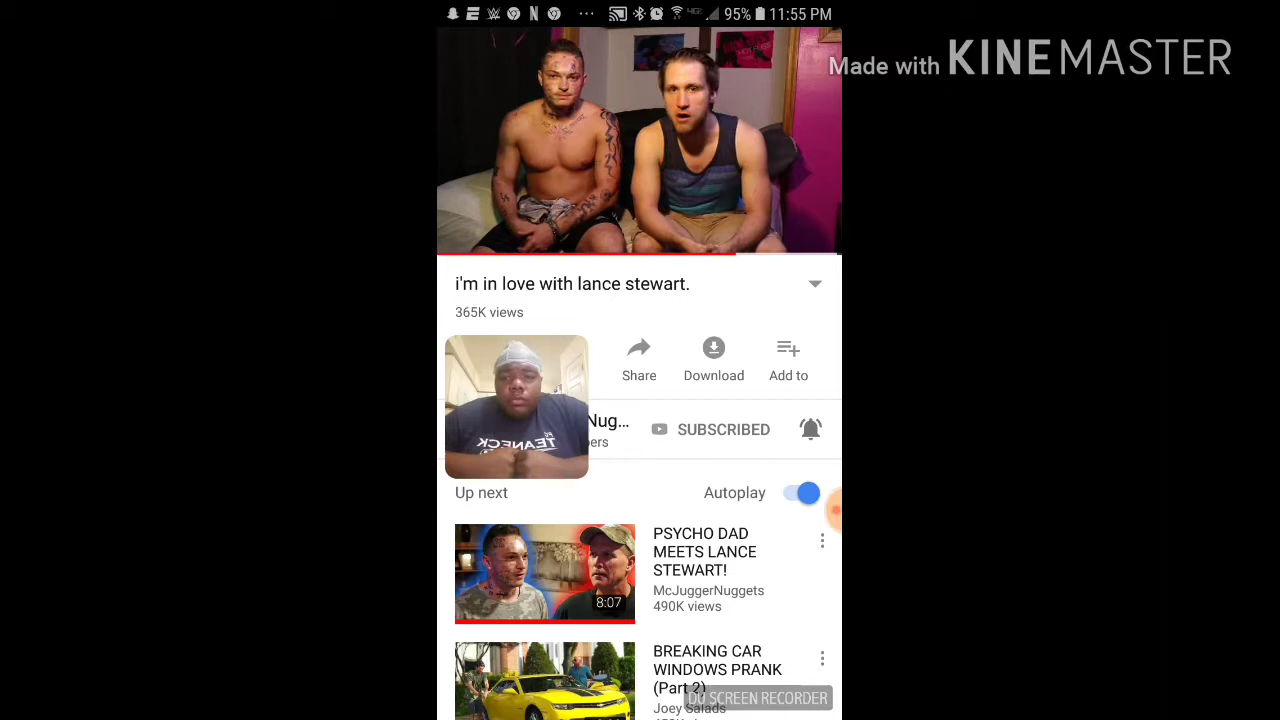 95% 11:55 PM
Made with KINEMASTER
i'm in love with lance stewart.
365K views
Share
Download
Add to
Nug...
SUBSCRIBED
bers
TEANECK
Up next
Autoplay
PSYCHO DAD
MEETS LANCE
STEWART!
8:07
McJuggerNuggets
490K views
BREAKING CAR
WINDOWS PRANK
(Part 2)
DU SCREEN RECORDER
Joey Salads